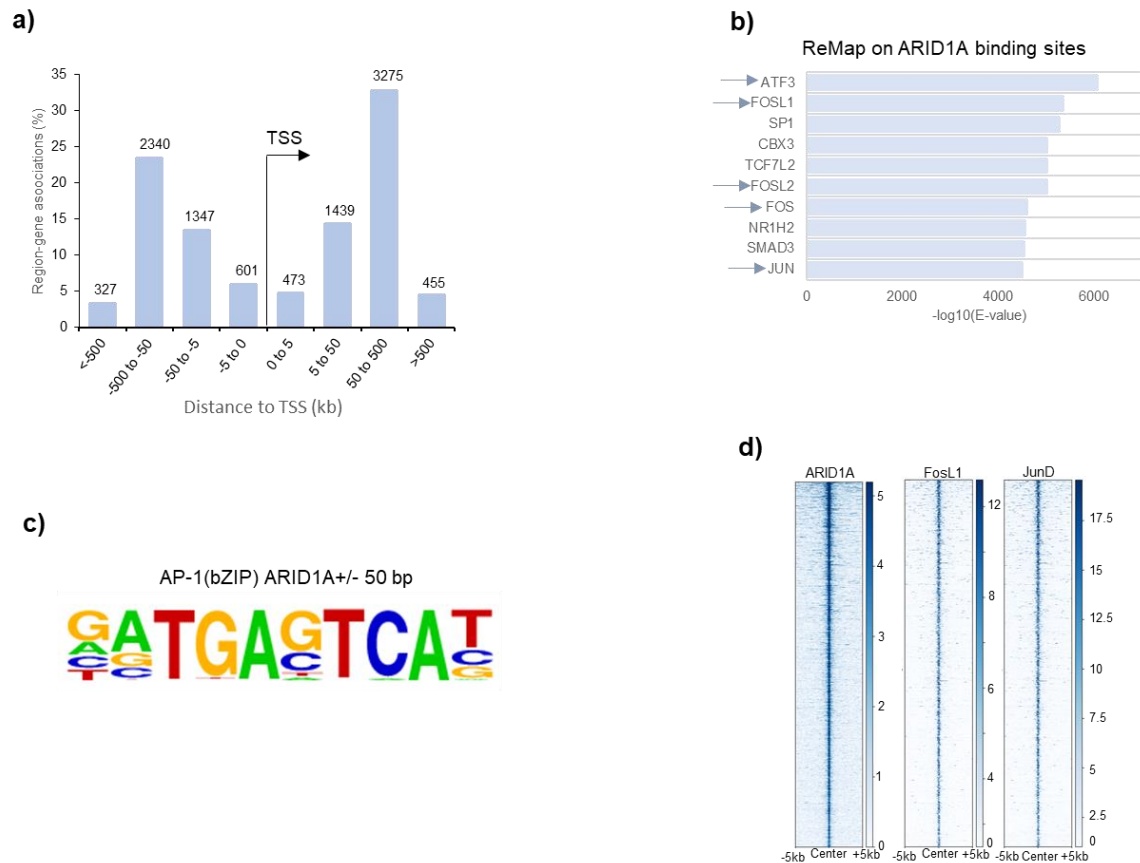 a)
35
30
25
20
15
10
5
0
Region-gene asoociations (%)
327
2340
1347
601
473
1439
3275
455
TSS
<-500
-500 to -50
-50 to -5
-5 to 0
0 to 5
5 to 50
50 to 500
>500
Distance to TSS (kb)
b)
ReMap on ARID1A binding sites
ATF3
FOSL1
SP1
CBX3
TCF7L2
FOSL2
FOS
NR1H2
SMAD3
JUN
0 2000 4000 6000
-log10(E-value)
c)
AP-1(bZIP) ARID1A+/- 50 bp
GATGAGTCAT
d)
ARID1A
5
4
3
2
1
0
-5kb Center +5kb
FosL1
12
8
6
4
0
-5kb Center +5kb
JunD
17.5
15
12.5
10
7.5
5
2.5
0
-5kb Center +5kb